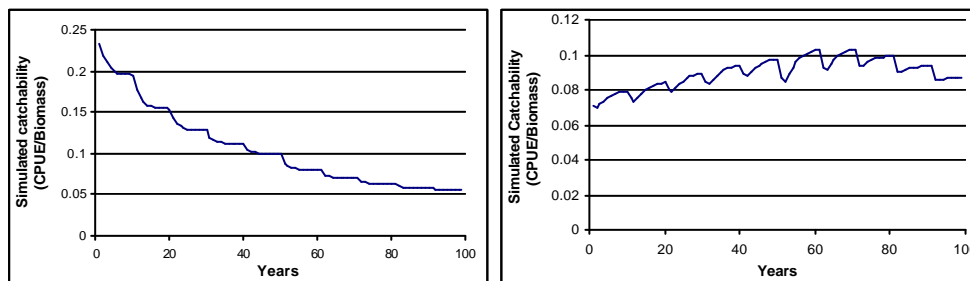 Simulated catchability
(CPUE/Biomass)
0.25
0.2
0.15
0.1
0.05
0
0 20 40 60 80 100
Years
Simulated Catchability
(CPUE/Biomass)
0.12
0.1
0.08
0.06
0.04
0.02
0
0 20 40 60 80 100
Years